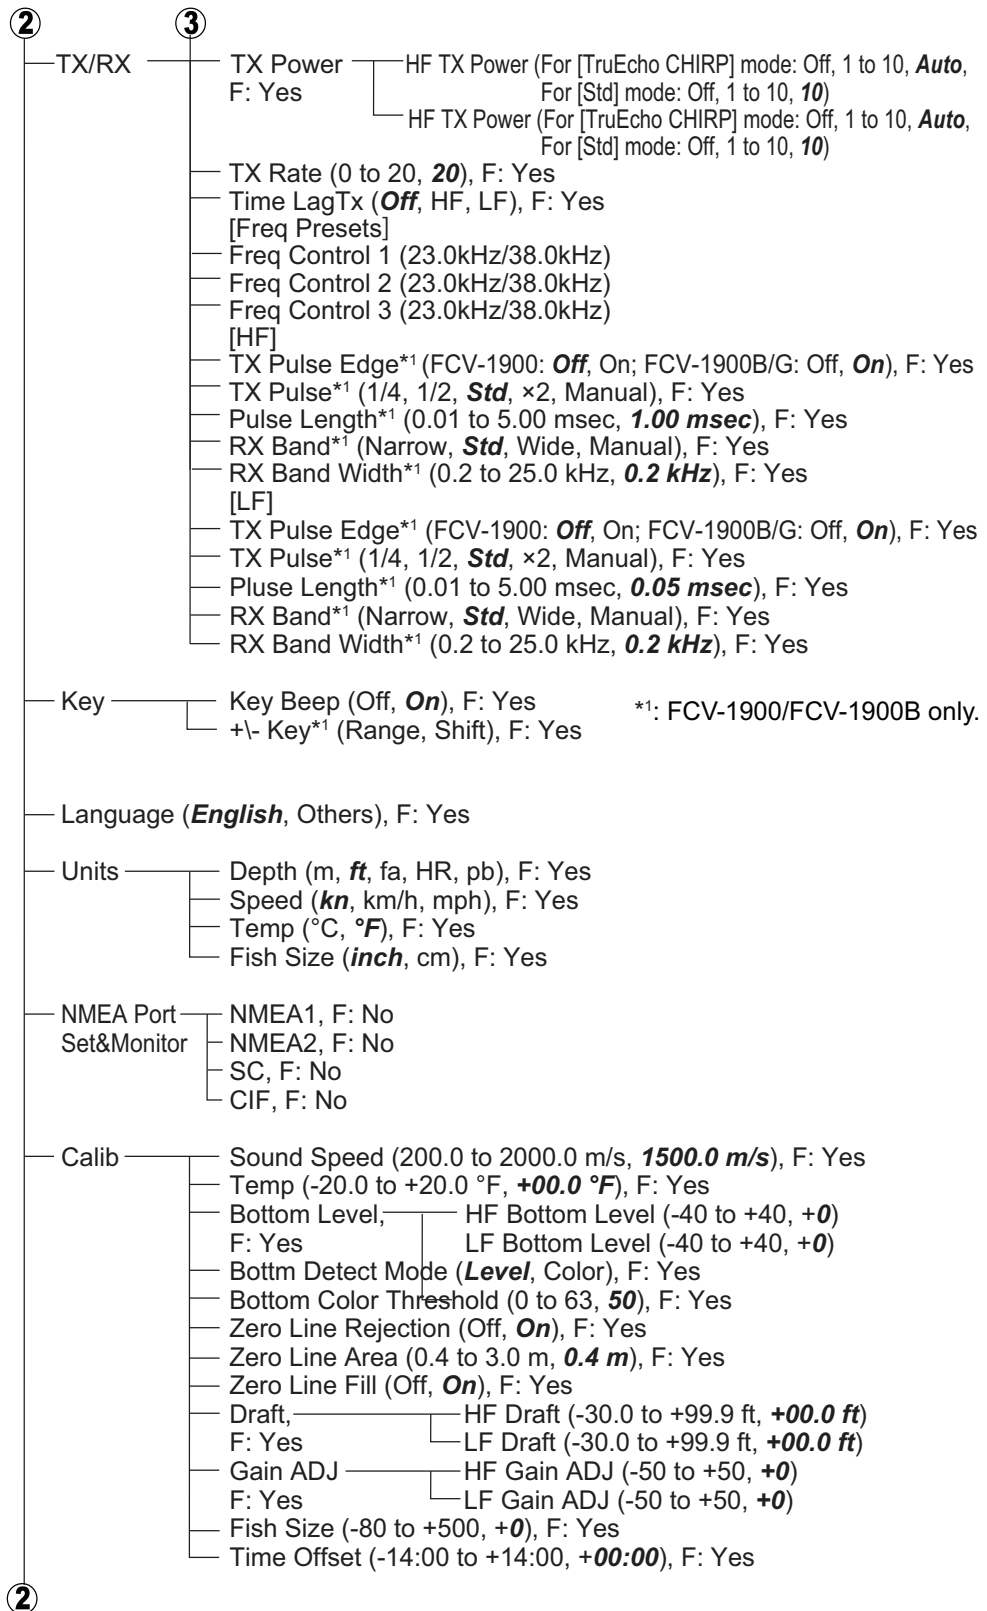 2 3
TX/RX TX Power HF TX Power (For [TruEcho CHIRP] mode: Off, 1 to 10, Auto,
F: Yes For [Std] mode: Off, 1 to 10, 10)
HF TX Power (For [TruEcho CHIRP] mode: Off, 1 to 10, Auto,
For [Std] mode: Off, 1 to 10, 10)
TX Rate (0 to 20, 20), F: Yes
Time LagTx (Off, HF, LF), F: Yes
[Freq Presets]
Freq Control 1 (23.0kHz/38.0kHz)
Freq Control 2 (23.0kHz/38.0kHz)
Freq Control 3 (23.0kHz/38.0kHz)
[HF]
TX Pulse Edge*1 (FCV-1900: Off, On; FCV-1900B/G: Off, On), F: Yes
TX Pulse*1 (1/4, 1/2, Std, ×2, Manual), F: Yes
Pulse Length*1 (0.01 to 5.00 msec, 1.00 msec), F: Yes
RX Band*1 (Narrow, Std, Wide, Manual), F: Yes
RX Band Width*1 (0.2 to 25.0 kHz, 0.2 kHz), F: Yes
[LF]
TX Pulse Edge*1 (FCV-1900: Off, On; FCV-1900B/G: Off, On), F: Yes
TX Pulse*1 (1/4, 1/2, Std, ×2, Manual), F: Yes
Pluse Length*1 (0.01 to 5.00 msec, 0.05 msec), F: Yes
RX Band*1 (Narrow, Std, Wide, Manual), F: Yes
RX Band Width*1 (0.2 to 25.0 kHz, 0.2 kHz), F: Yes
Key Key Beep (Off, On), F: Yes *1: FCV-1900/FCV-1900B only.
+\- Key*1 (Range, Shift), F: Yes
Language (English, Others), F: Yes
Units Depth (m, ft, fa, HR, pb), F: Yes
Speed (kn, km/h, mph), F: Yes
Temp (°C, °F), F: Yes
Fish Size (inch, cm), F: Yes
NMEA Port NMEA1, F: No
Set&Monitor NMEA2, F: No
SC, F: No
CIF, F: No
Calib Sound Speed (200.0 to 2000.0 m/s, 1500.0 m/s), F: Yes
Temp (-20.0 to +20.0 °F, +00.0 °F), F: Yes
Bottom Level, HF Bottom Level (-40 to +40, +0)
F: Yes LF Bottom Level (-40 to +40, +0)
Bottm Detect Mode (Level, Color), F: Yes
Bottom Color Threshold (0 to 63, 50), F: Yes
Zero Line Rejection (Off, On), F: Yes
Zero Line Area (0.4 to 3.0 m, 0.4 m), F: Yes
Zero Line Fill (Off, On), F: Yes
Draft, HF Draft (-30.0 to +99.9 ft, +00.0 ft)
F: Yes LF Draft (-30.0 to +99.9 ft, +00.0 ft)
Gain ADJ HF Gain ADJ (-50 to +50, +0)
F: Yes LF Gain ADJ (-50 to +50, +0)
Fish Size (-80 to +500, +0), F: Yes
Time Offset (-14:00 to +14:00, +00:00), F: Yes
2